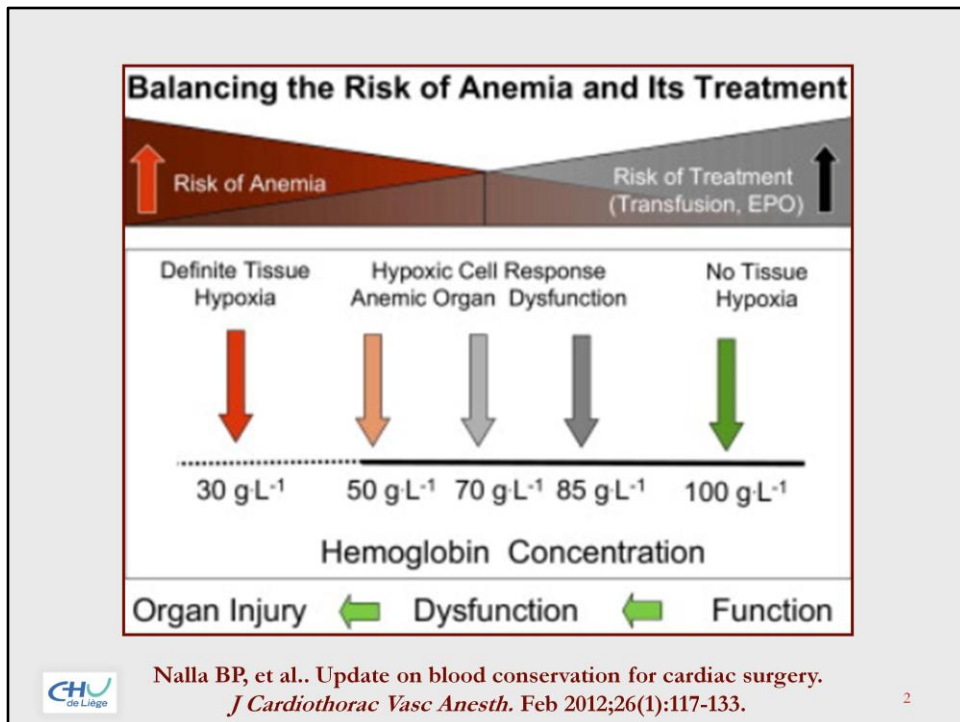 Balancing the Risk of Anemia and Its Treatment
Risk of Anemia
Risk of Treatment
(Transfusion, EPO)
Definite Tissue
Hypoxia
Hypoxic Cell Response
Anemic Organ Dysfunction
No Tissue
Hypoxia
30 g·L⁻¹ 50 g·L⁻¹ 70 g·L⁻¹ 85 g·L⁻¹ 100 g·L⁻¹
Hemoglobin Concentration
Organ Injury Dysfunction Function
CHU
de Liège
Nalla BP, et al.. Update on blood conservation for cardiac surgery.
J Cardiothorac Vasc Anesth. Feb 2012;26(1):117-133.
2